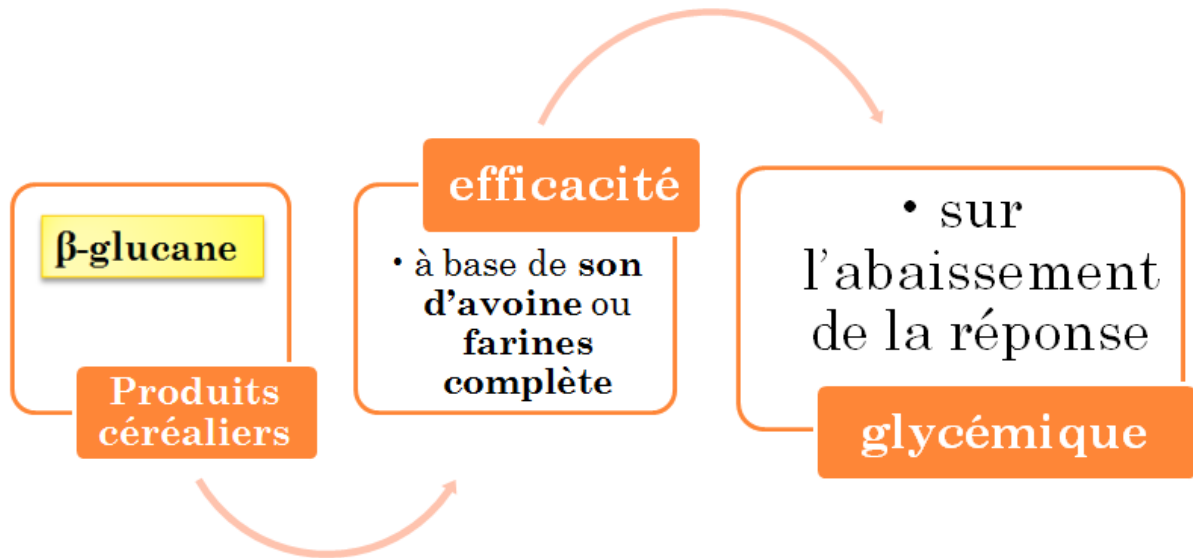 β-glucane
Produits
céréaliers
efficacité
• à base de son
d’avoine ou
farines
complète
• sur
l’abaissement
de la réponse
glycémique